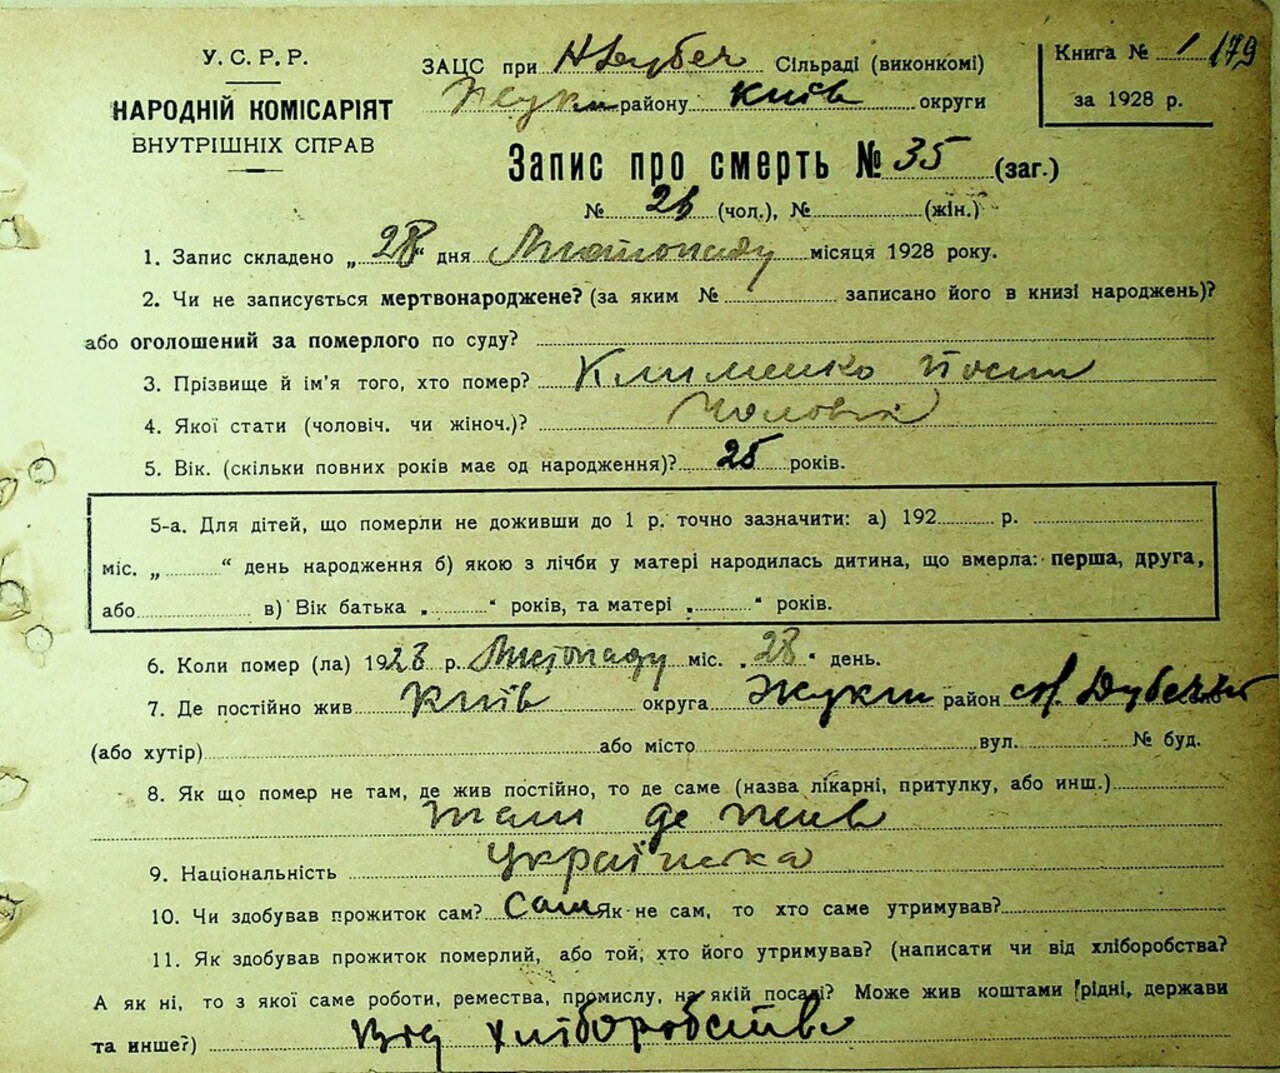 У. С. Р. Р.
НАРОДНІЙ КОМІСАРІЯТ
ВНУТРІШНІХ СПРАВ
ЗАЦС при Сільраді (виконкомі)
Жукин району Київ округи
Книга № 1 179
за 1928 р.
Запис про смерть № 35 (заг.)
№ (чол.), № (жін.)
1. Запис складено „28“ дня Листопаду місяця 1928 року.
2. Чи не записується мертвонароджене? (за яким № записано його в книзі народжень)?
або оголошений за померлого по суду?
3. Прізвище й ім'я того, хто помер? Клименко
4. Якої стати (чоловіч. чи жіноч.)? Чоловік
5. Вік. (скільки повних років має од народження)? років.
5-а. Для дітей, що померли не доживши до 1 р. точно зазначити: а) 192 р.
міс. „ “ день народження б) якою з лічби у матері народилась дитина, що вмерла: перша, друга,
або в) Вік батька „ “ років, та матері „ “ років.
6. Коли помер (ла) 1928 р. Листопаду міс. „28“ день.
7. Де постійно жив Київ округа Жукин район
(або хутір) або місто вул. № буд.
8. Як що помер не там, де жив постійно, то де саме (назва лікарні, притулку, або инш.)
там де жив
9. Національність Українка
10. Чи здобував прожиток сам? Сам Як не сам, то хто саме утримував?
11. Як здобував прожиток померлий, або той, хто його утримував? (написати чи від хліборобства?
А як ні, то з якої саме роботи, ремества, промислу, на якій посаді? Може жив коштами рідні, держави
та инше?) Від хліборобства